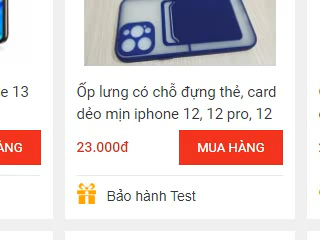 e 13
ÀNG
Ốp lưng có chỗ đựng thẻ, card
dẻo mịn iphone 12, 12 pro, 12
23.000đ
MUA HÀNG
Bảo hành Test